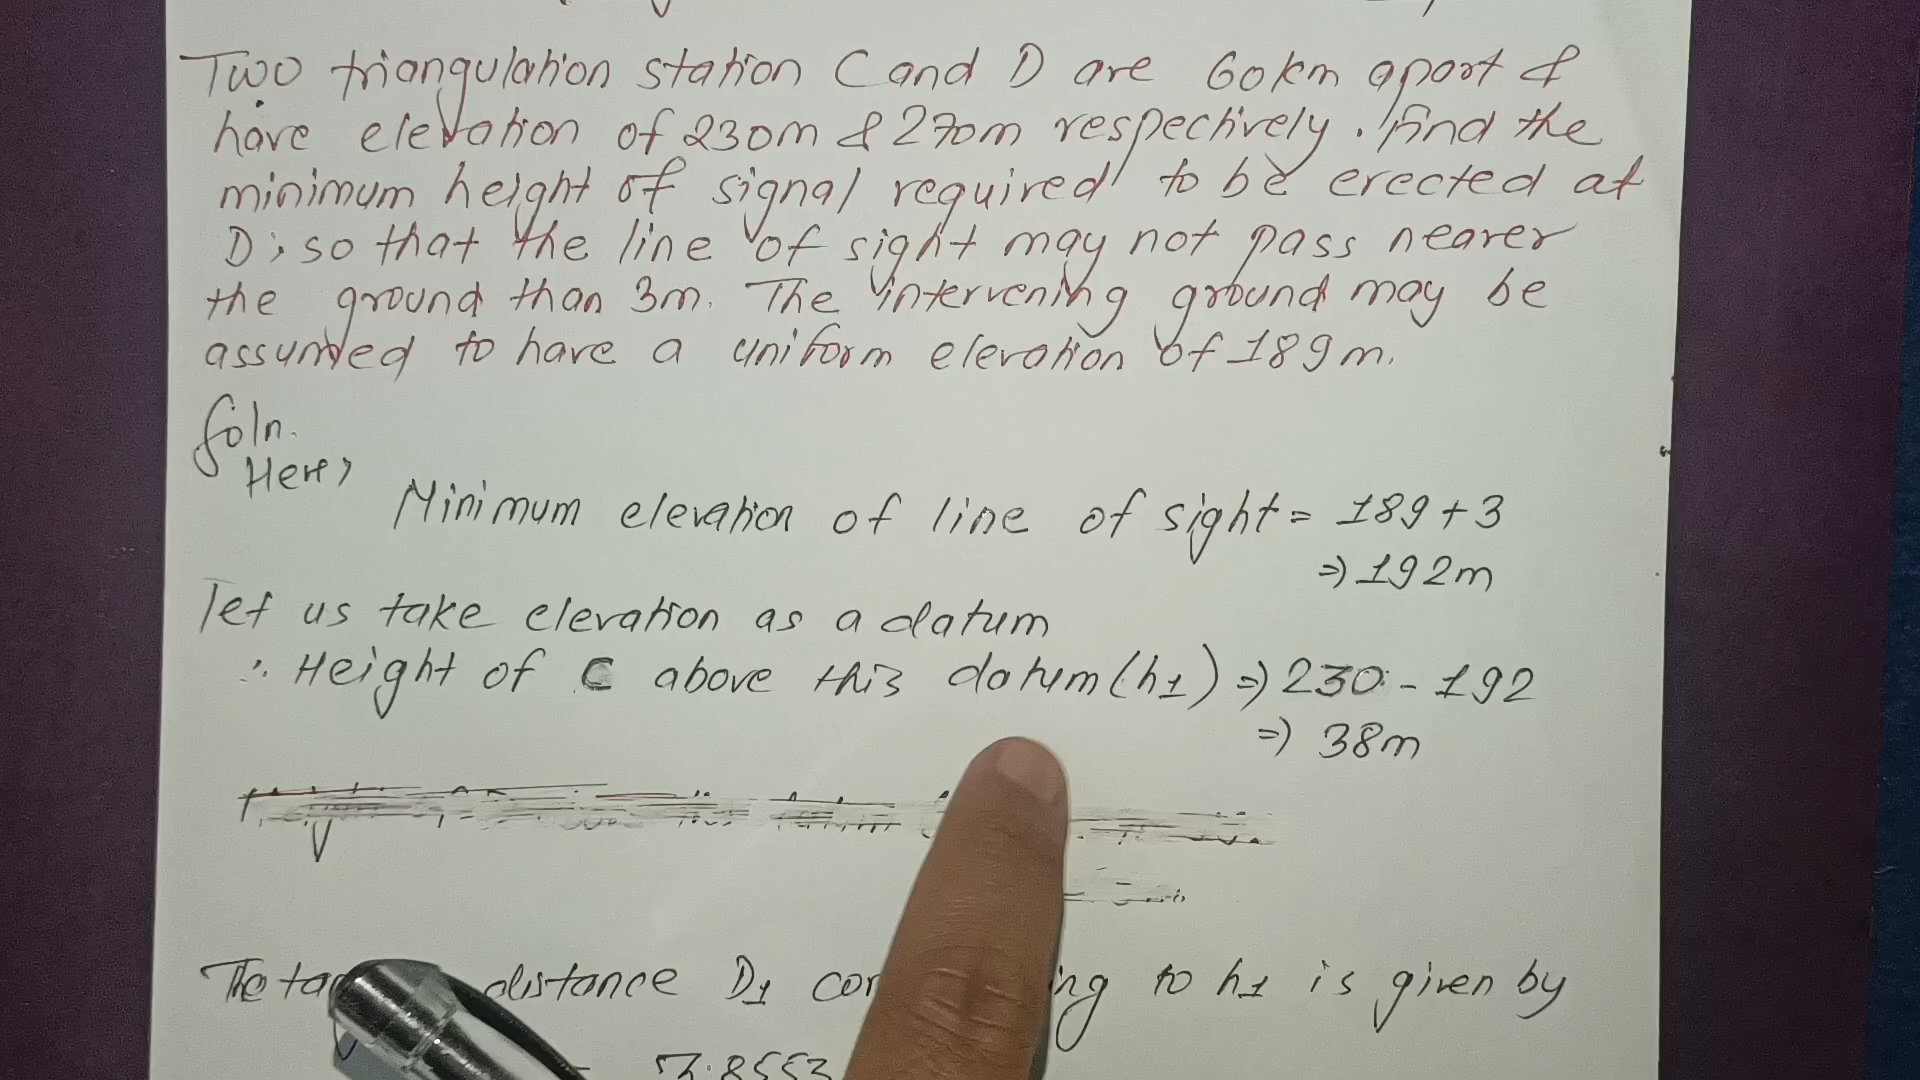 Two triangulation station C and D are 60km apart &
have elevation of 230m & 270m respectively. Find the
minimum height of signal required to be erected at
D, so that the line of sight may not pass nearer
the ground than 3m. The intervening ground may be
assumed to have a uniform elevation of 189m.
Soln.
Here,
Minimum elevation of line of sight = 189+3
=> 192m
let us take elevation as a datum
∴ Height of C above this datum (h1) => 230 - 192
=> 38m
The distance D1 to h1 is given by
3.8553